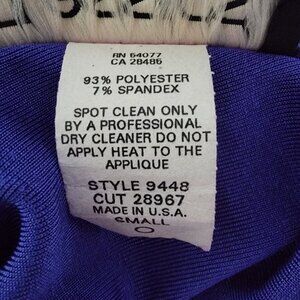 RN 64077
CA 28486
93% POLYESTER
7% SPANDEX
SPOT CLEAN ONLY
BY A PROFESSIONAL
DRY CLEANER DO NOT
APPLY HEAT TO THE
APPLIQUE
STYLE 9448
CUT 28967
MADE IN U.S.A.
SMALL